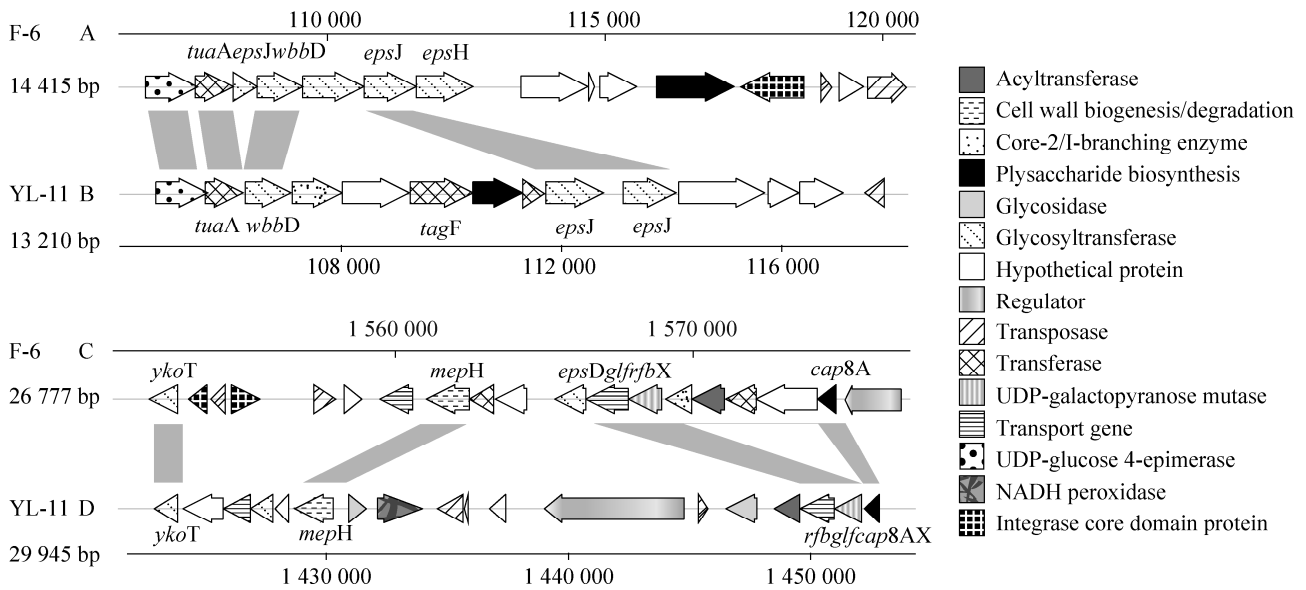 110 000 115 000 120 000
F-6 A
tuaAepsJwbbD epsJ epsH
14 415 bp
YL-11 B
tuaA wbbD tagF epsJ epsJ
13 210 bp
108 000 112 000 116 000
1 560 000 1 570 000
F-6 C
ykoT mepH epsDglfrfbX cap8A
26 777 bp
YL-11 D
ykoT mepH rfbglfcap8AX
29 945 bp
1 430 000 1 440 000 1 450 000
Acyltransferase
Cell wall biogenesis/degradation
Core-2/I-branching enzyme
Plysaccharide biosynthesis
Glycosidase
Glycosyltransferase
Hypothetical protein
Regulator
Transposase
Transferase
UDP-galactopyranose mutase
Transport gene
UDP-glucose 4-epimerase
NADH peroxidase
Integrase core domain protein